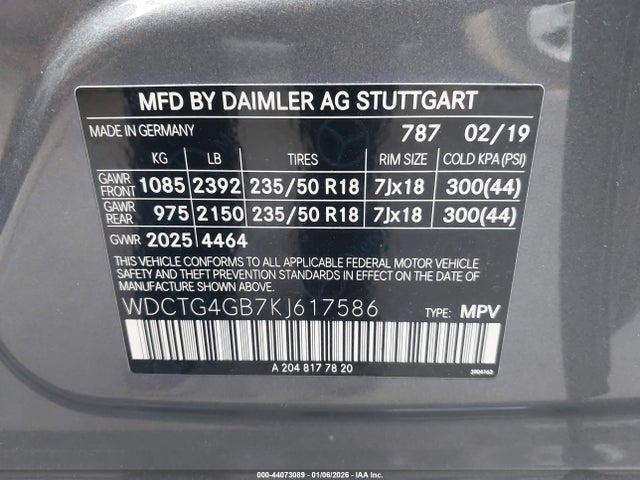 MFD BY DAIMLER AG STUTTGART
MADE IN GERMANY 787 02/19
KG LB TIRES RIM SIZE COLD KPA(PSI)
GAWR FRONT 1085 2392 235/50 R18 7Jx18 300(44)
GAWR REAR 975 2150 235/50 R18 7Jx18 300(44)
GVWR 2025 4464
THIS VEHICLE CONFORMS TO ALL APPLICABLE FEDERAL MOTOR VEHICLE
SAFETY AND THEFT PREVENTION STANDARDS IN EFFECT ON THE DATE OF
MANUFACTURE SHOWN ABOVE.
WDCTG4GB7KJ617586 TYPE: MPV
A 204 817 78 20 3904163
000-44073089 - 01/06/2026 - IAA Inc.